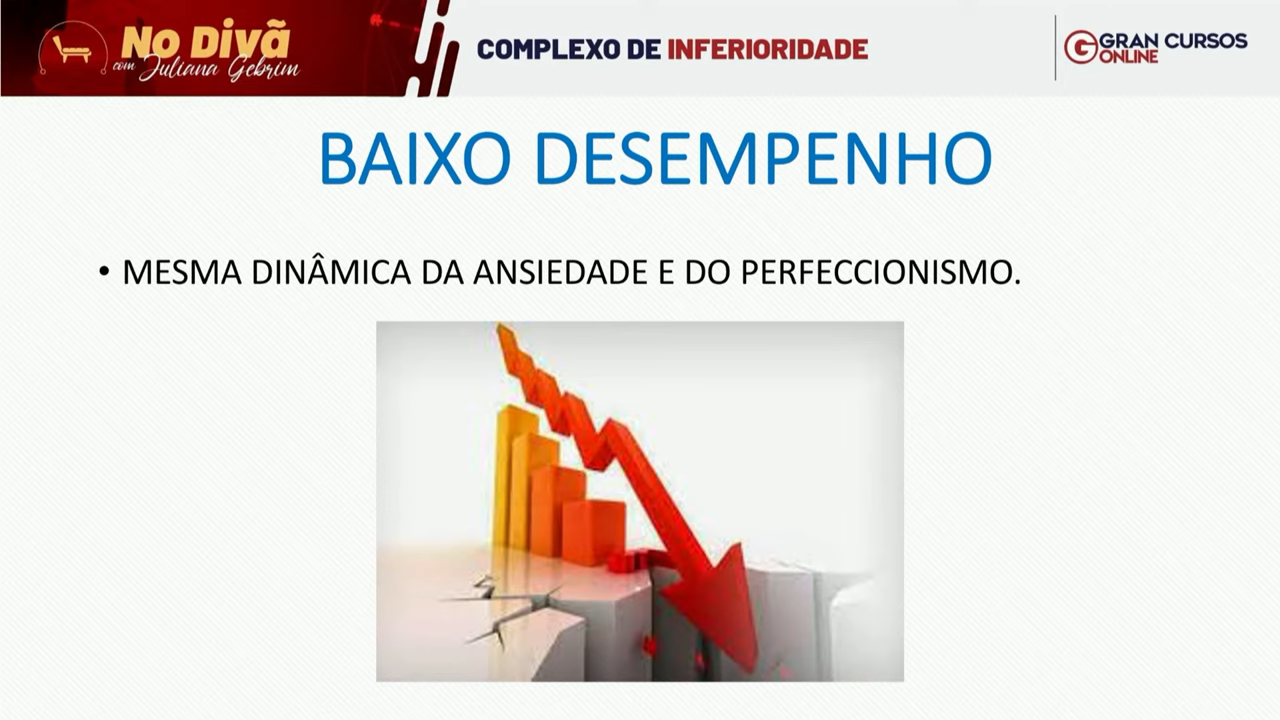 No Divã
com Juliana Gebrim
COMPLEXO DE INFERIORIDADE
G GRAN CURSOS
ONLINE
BAIXO DESEMPENHO
• MESMA DINÂMICA DA ANSIEDADE E DO PERFECCIONISMO.